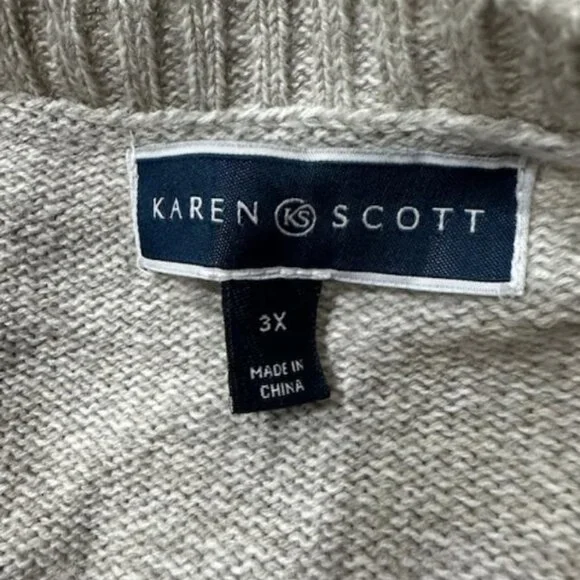 KAREN KS SCOTT
3X
MADE IN
CHINA